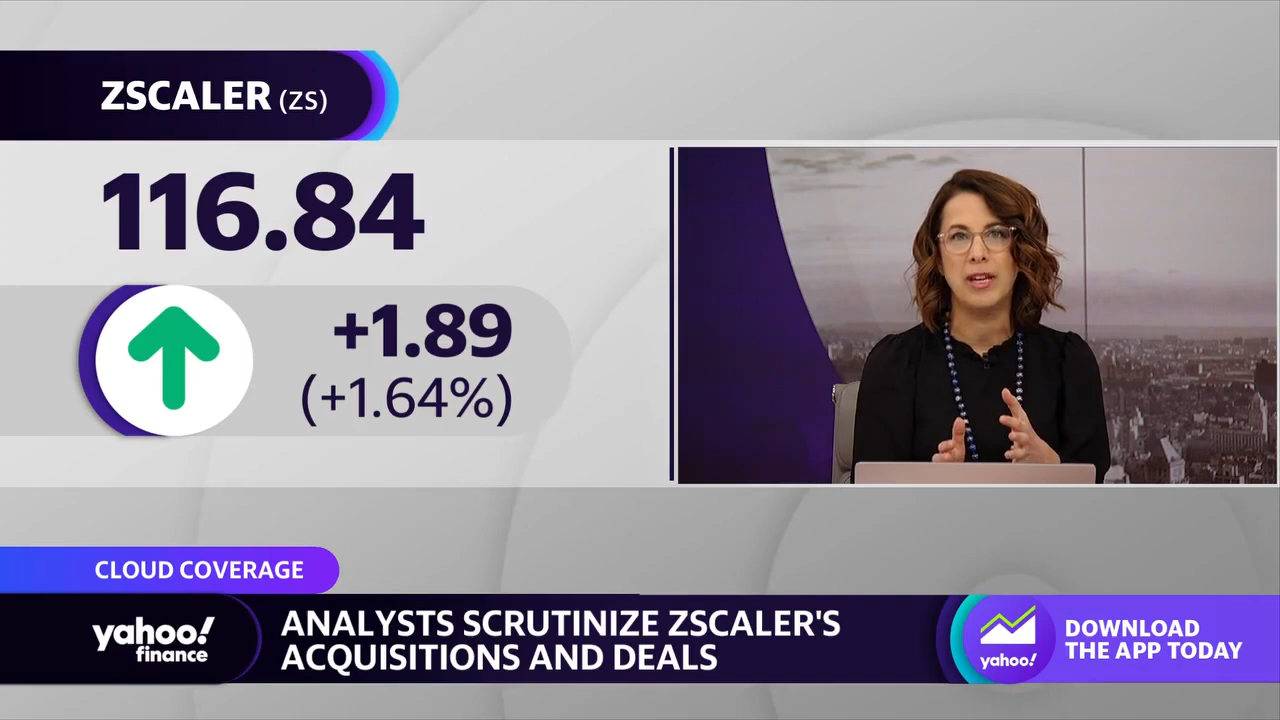 ZSCALER (ZS)
116.84
+1.89
(+1.64%)
CLOUD COVERAGE
yahoo!
finance
ANALYSTS SCRUTINIZE ZSCALER'S
ACQUISITIONS AND DEALS
yahoo!
DOWNLOAD
THE APP TODAY